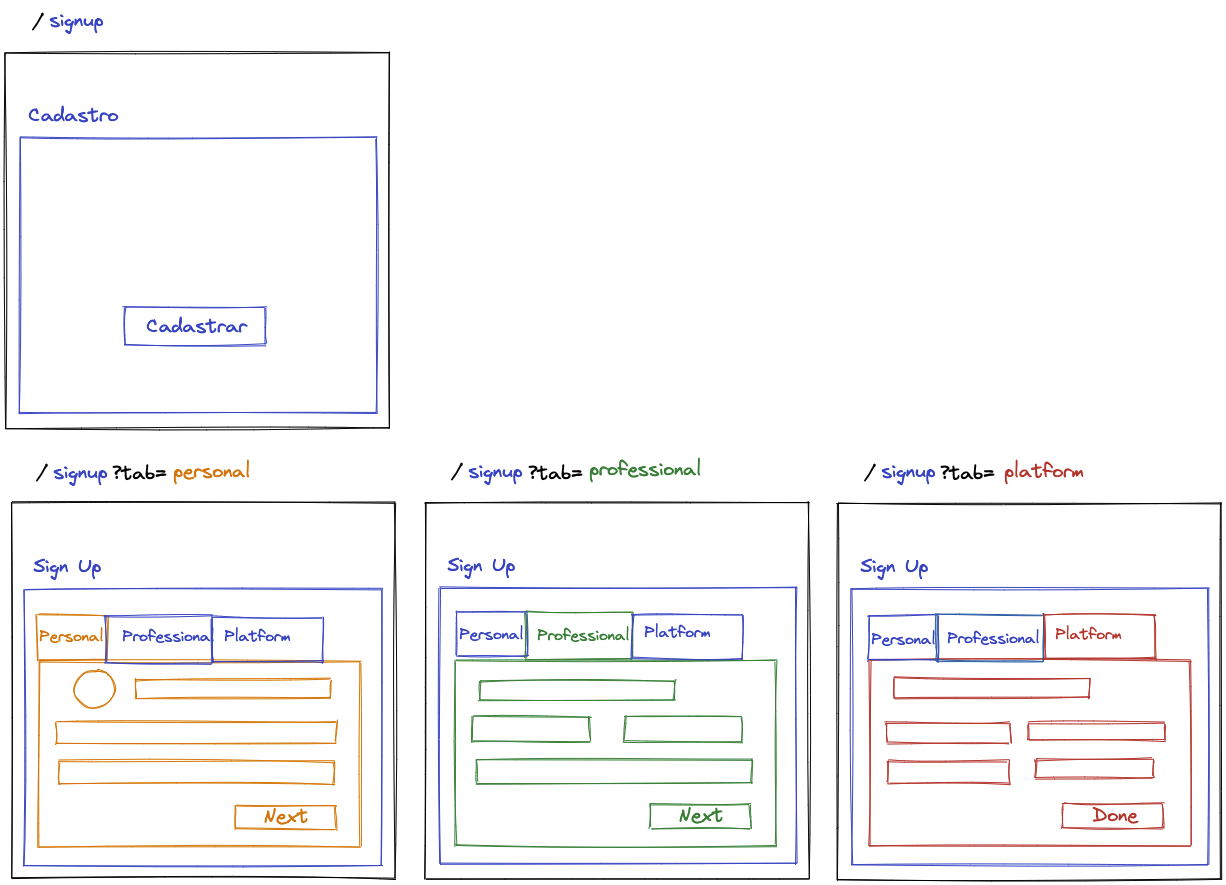 / signup
Cadastro
Cadastrar
/ signup ?tab= personal
Sign Up
Personal Professional Platform
Next
/ signup ?tab= professional
Sign Up
Personal Professional Platform
Next
/ signup ?tab= platform
Sign Up
Personal Professional Platform
Done